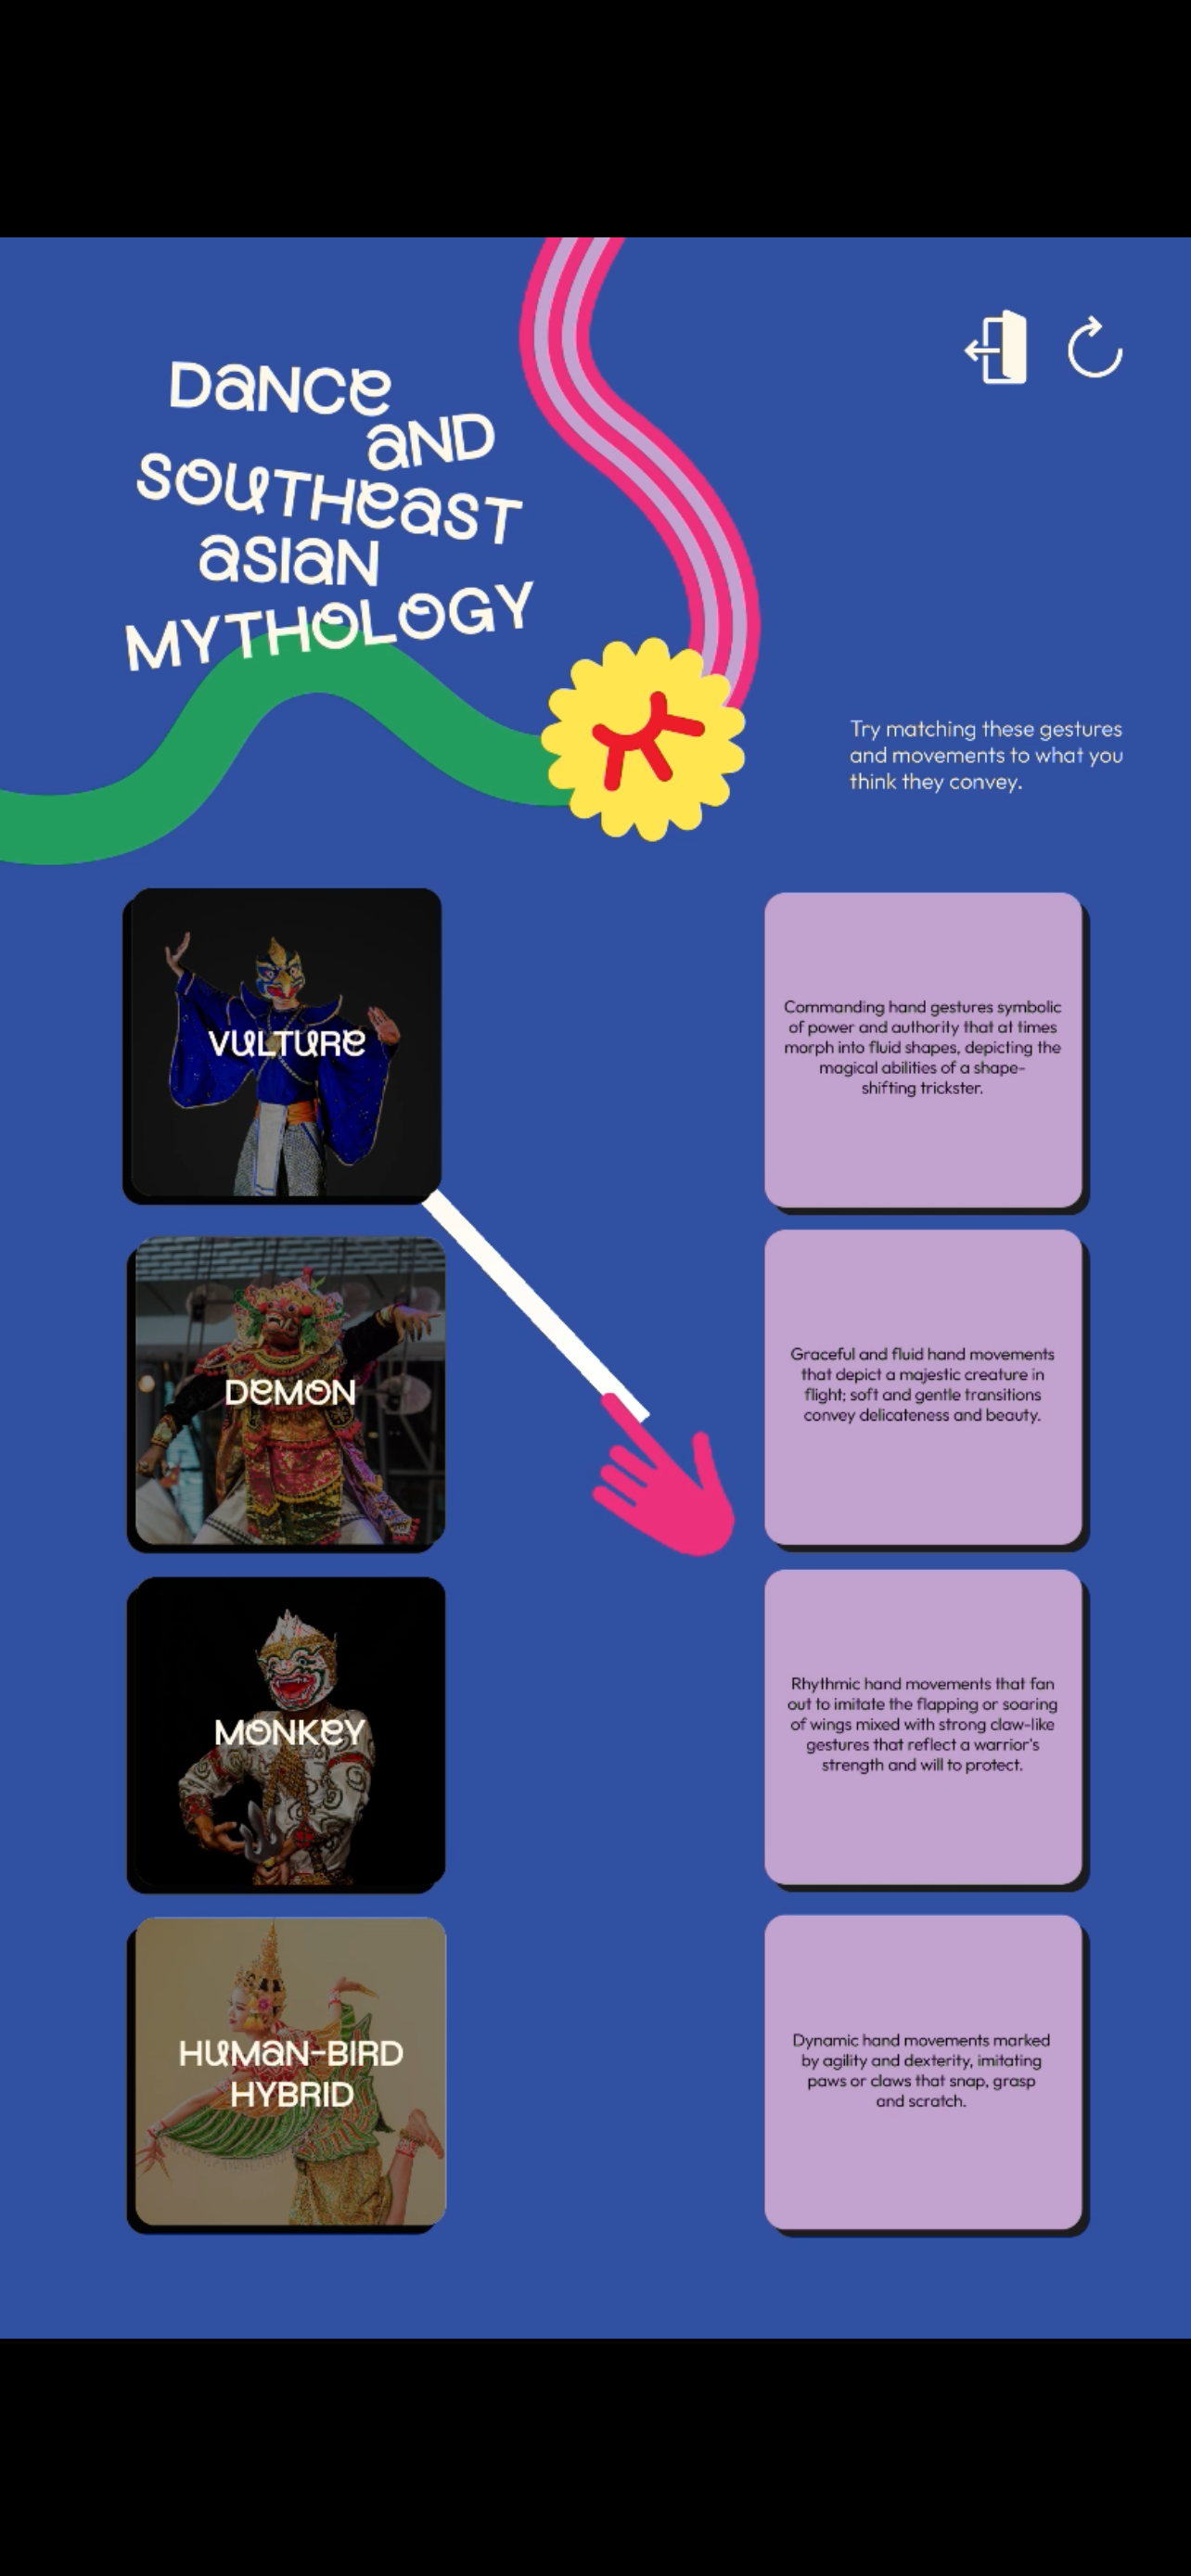 DANCE
AND
SOUTHEAST
ASIAN
MYTHOLOGY
Try matching these gestures
and movements to what you
think they convey.
VULTURE
Commanding hand gestures symbolic
of power and authority that at times
morph into fluid shapes, depicting the
magical abilities of a shape-
shifting trickster.
DEMON
Graceful and fluid hand movements
that depict a majestic creature in
flight; soft and gentle transitions
convey delicateness and beauty.
MONKEY
Rhythmic hand movements that fan
out to imitate the flapping or soaring
of wings mixed with strong claw-like
gestures that reflect a warrior's
strength and will to protect.
HUMAN-BIRD
HYBRID
Dynamic hand movements marked
by agility and dexterity, imitating
paws or claws that snap, grasp
and scratch.